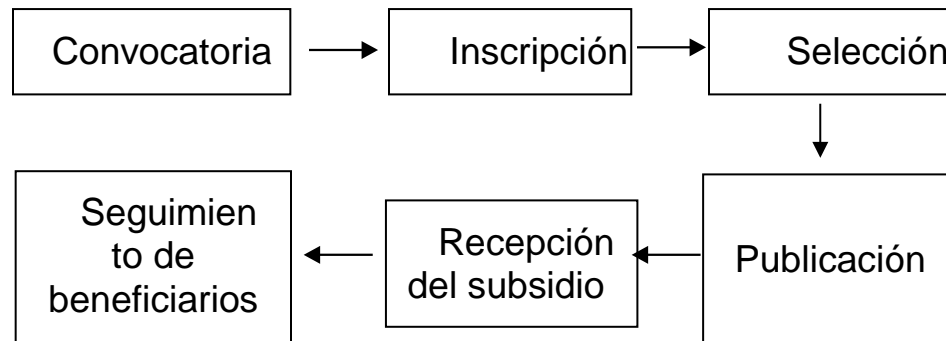 Convocatoria
Inscripción
Selección
Publicación
Recepción
del subsidio
Seguimien
to de
beneficiarios